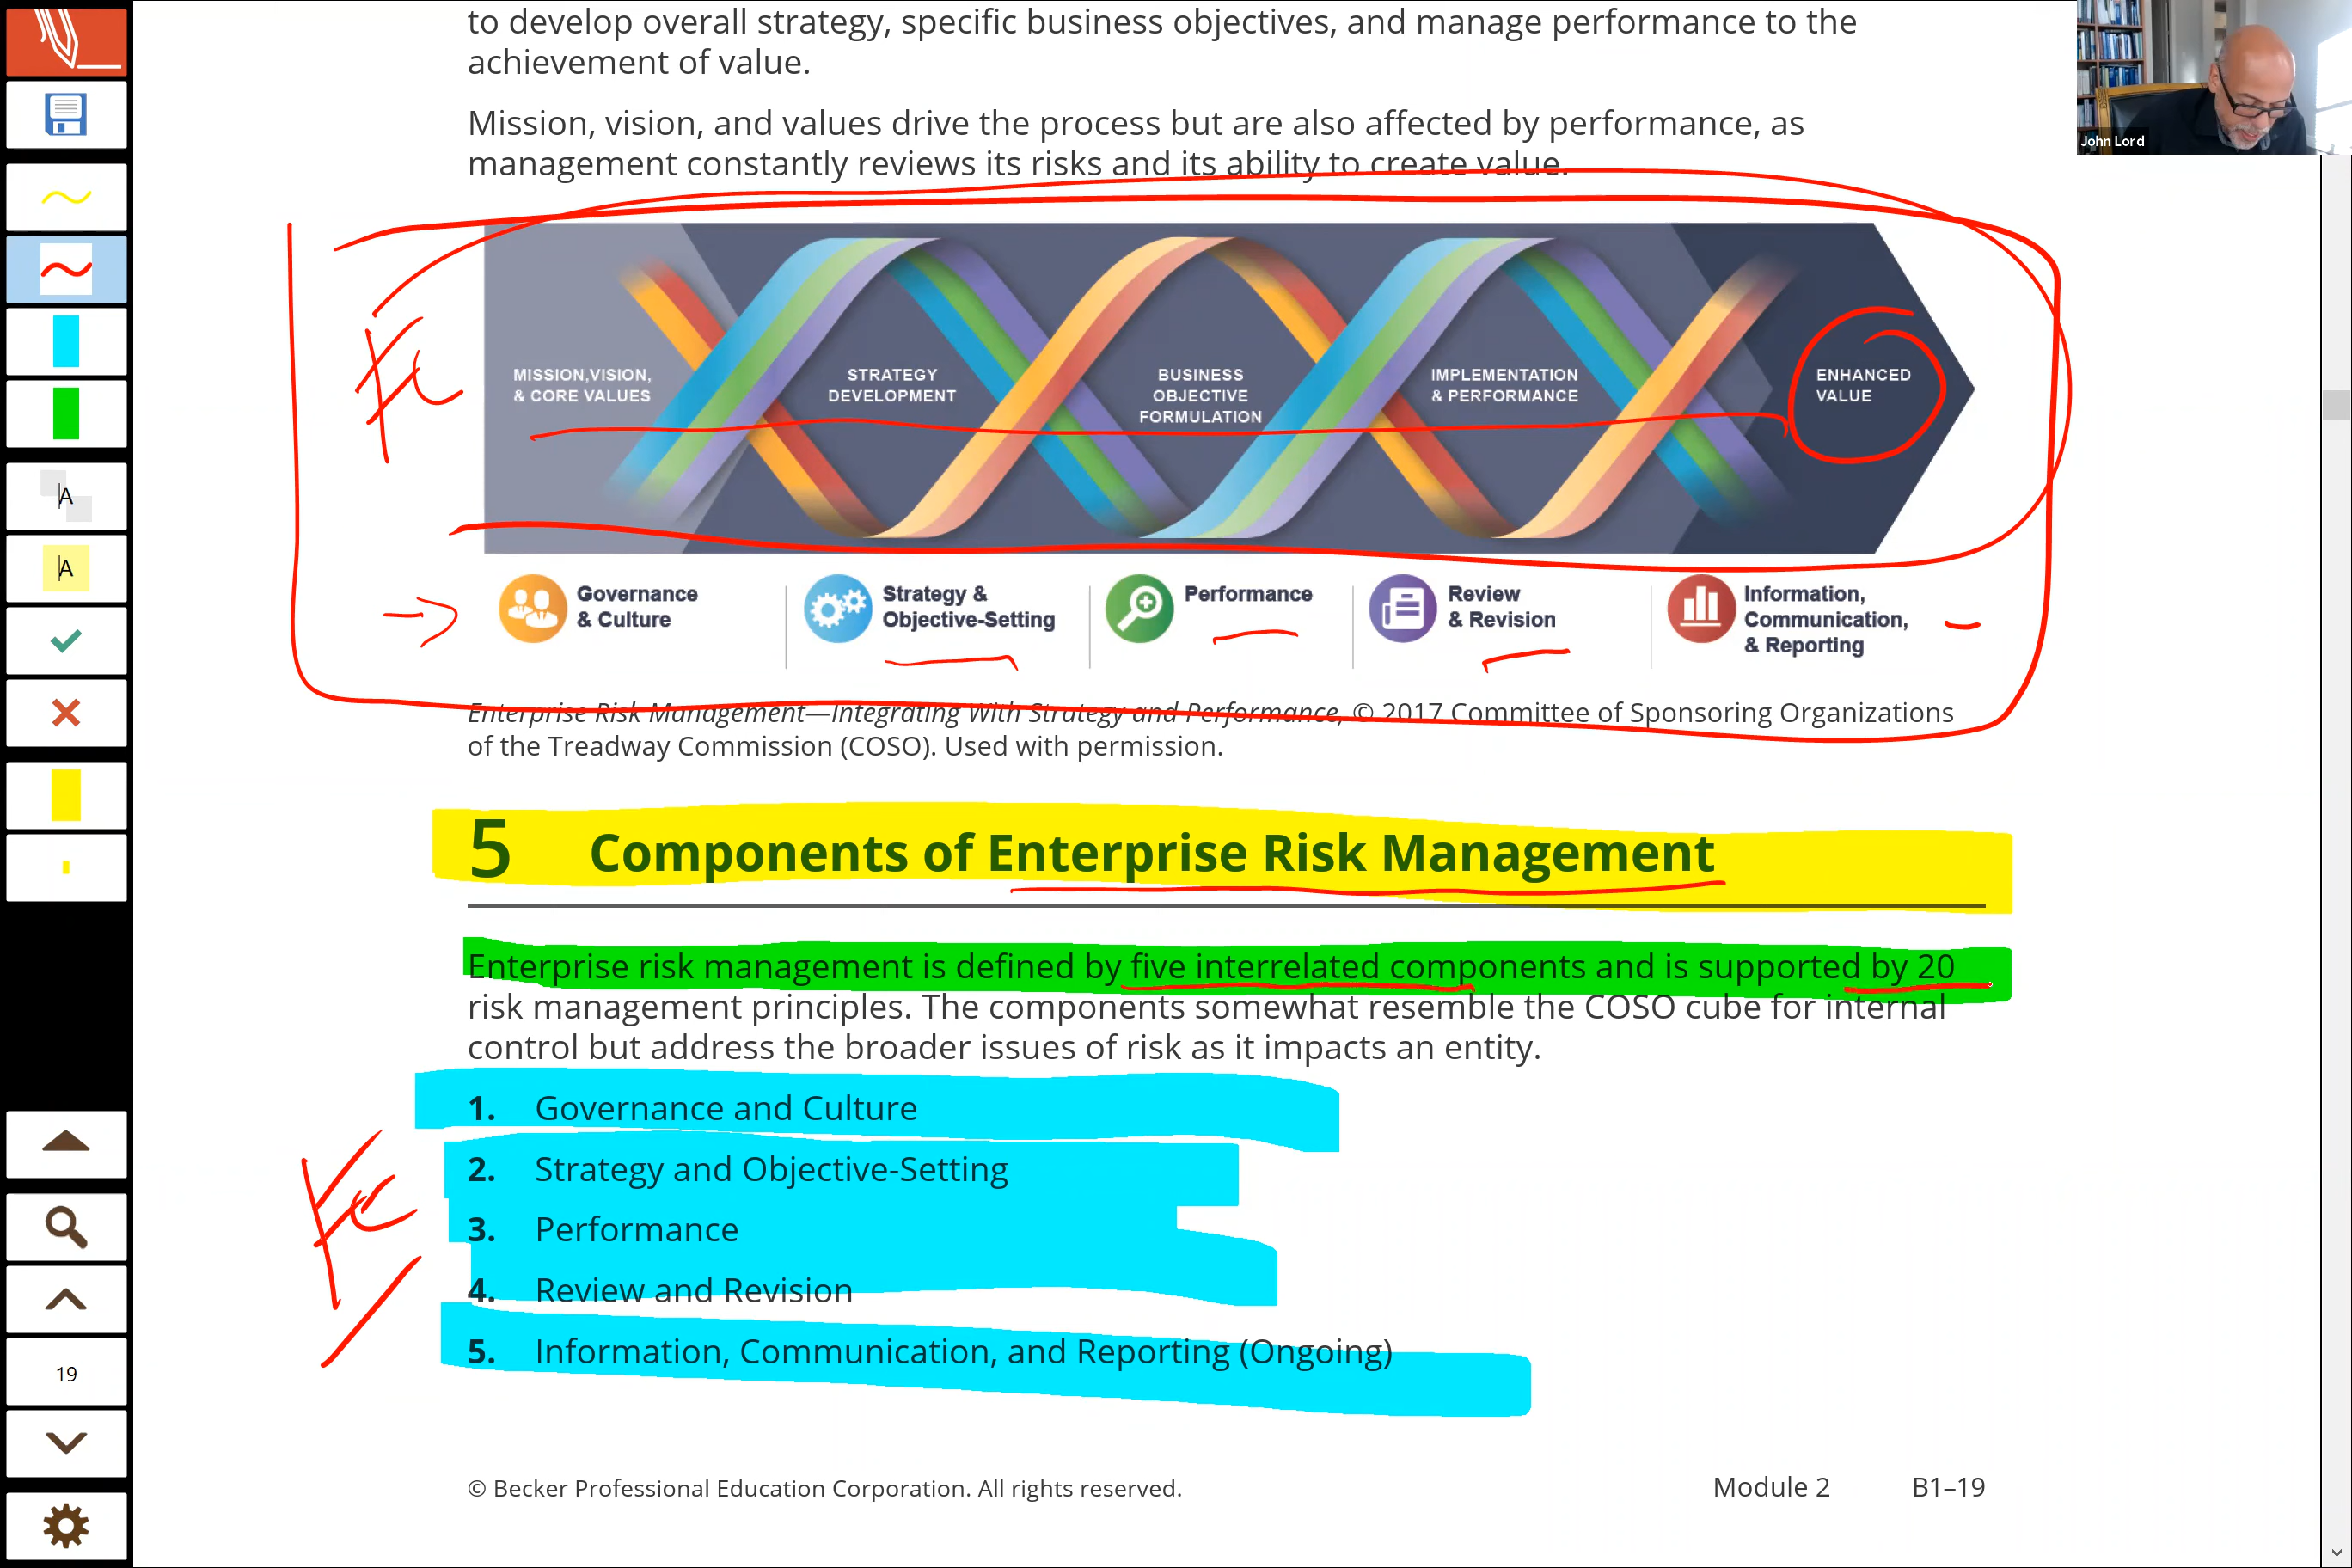 to develop overall strategy, specific business objectives, and manage performance to the
achievement of value.
John Lord
Mission, vision, and values drive the process but are also affected by performance, as
management constantly reviews its risks and its ability to create value.
MISSION, VISION,
& CORE VALUES
STRATEGY
DEVELOPMENT
BUSINESS
OBJECTIVE
FORMULATION
IMPLEMENTATION
& PERFORMANCE
ENHANCED
VALUE
Governance
& Culture
Strategy &
Objective-Setting
Performance
Review
& Revision
Information,
Communication,
& Reporting
Enterprise Risk Management—Integrating With Strategy and Performance, © 2017 Committee of Sponsoring Organizations
of the Treadway Commission (COSO). Used with permission.
5 Components of Enterprise Risk Management
Enterprise risk management is defined by five interrelated components and is supported by 20
risk management principles. The components somewhat resemble the COSO cube for internal
control but address the broader issues of risk as it impacts an entity.
1. Governance and Culture
2. Strategy and Objective-Setting
3. Performance
4. Review and Revision
5. Information, Communication, and Reporting (Ongoing)
© Becker Professional Education Corporation. All rights reserved.
Module 2 B1–19
A
A
19